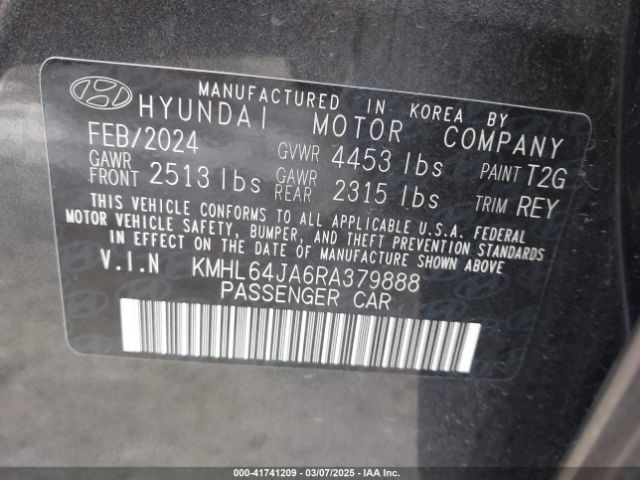 MANUFACTURED IN KOREA BY
HYUNDAI MOTOR COMPANY
FEB/2024 GVWR 4453 lbs PAINT T2G
GAWR FRONT 2513 lbs GAWR REAR 2315 lbs TRIM REY
THIS VEHICLE CONFORMS TO ALL APPLICABLE U.S.A. FEDERAL
MOTOR VEHICLE SAFETY, BUMPER, AND THEFT PREVENTION STANDARDS
IN EFFECT ON THE DATE OF MANUFACTURE SHOWN ABOVE
V.I.N KMHL64JA6RA379888
PASSENGER CAR
000-41741209 - 03/07/2025 - IAA Inc.